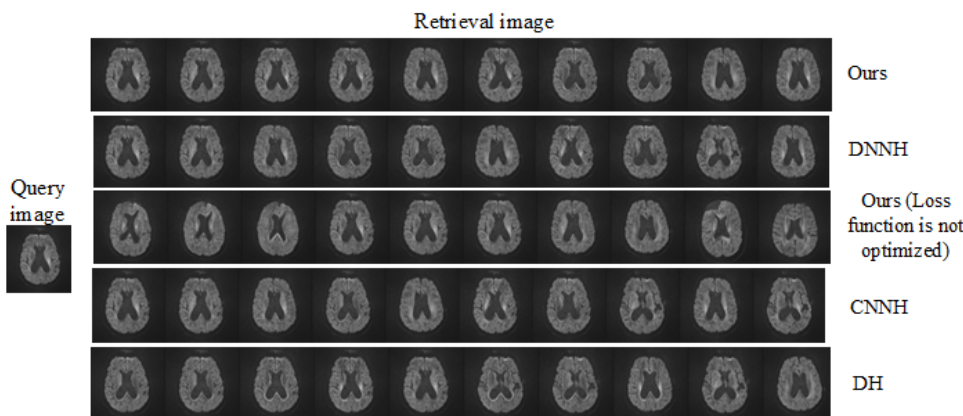 Retrieval image
Ours
DNNH
Query
image
Ours (Loss
function is not
optimized)
CNNH
DH